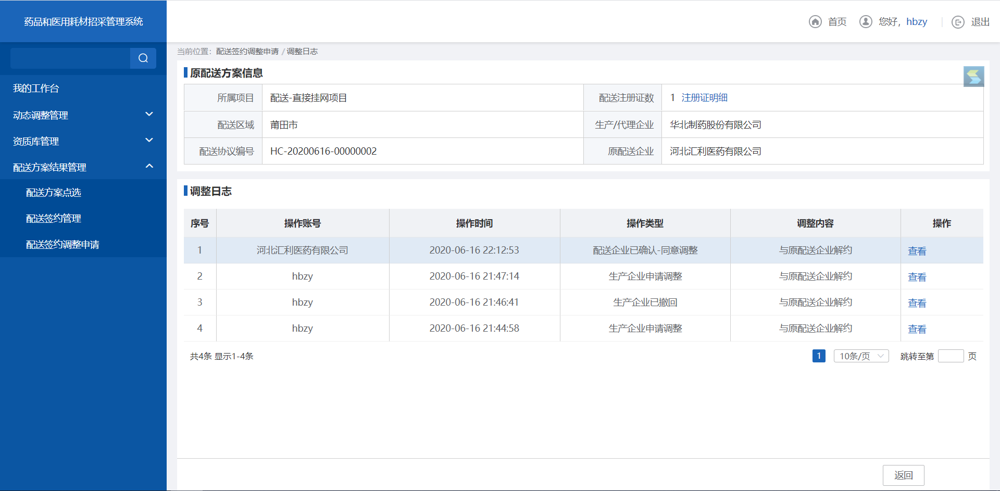 药品和医用耗材招采管理系统
首页 您好，hbzy 退出
当前位置：配送签约调整申请 / 调整日志
我的工作台
动态调整管理
资质库管理
配送方案结果管理
配送方案点选
配送签约管理
配送签约调整申请
原配送方案信息
所属项目 配送-直接挂网项目 配送注册证数 1 注册证明细
配送区域 莆田市 生产/代理企业 华北制药股份有限公司
配送协议编号 HC-20200616-00000002 原配送企业 河北汇利医药有限公司
调整日志
序号 操作账号 操作时间 操作类型 调整内容 操作
1 河北汇利医药有限公司 2020-06-16 22:12:53 配送企业已确认-同意调整 与原配送企业解约 查看
2 hbzy 2020-06-16 21:47:14 生产企业申请调整 与原配送企业解约 查看
3 hbzy 2020-06-16 21:46:41 生产企业已撤回 与原配送企业解约 查看
4 hbzy 2020-06-16 21:44:58 生产企业申请调整 与原配送企业解约 查看
共4条 显示1-4条 1 10条/页 跳转至第 页
返回